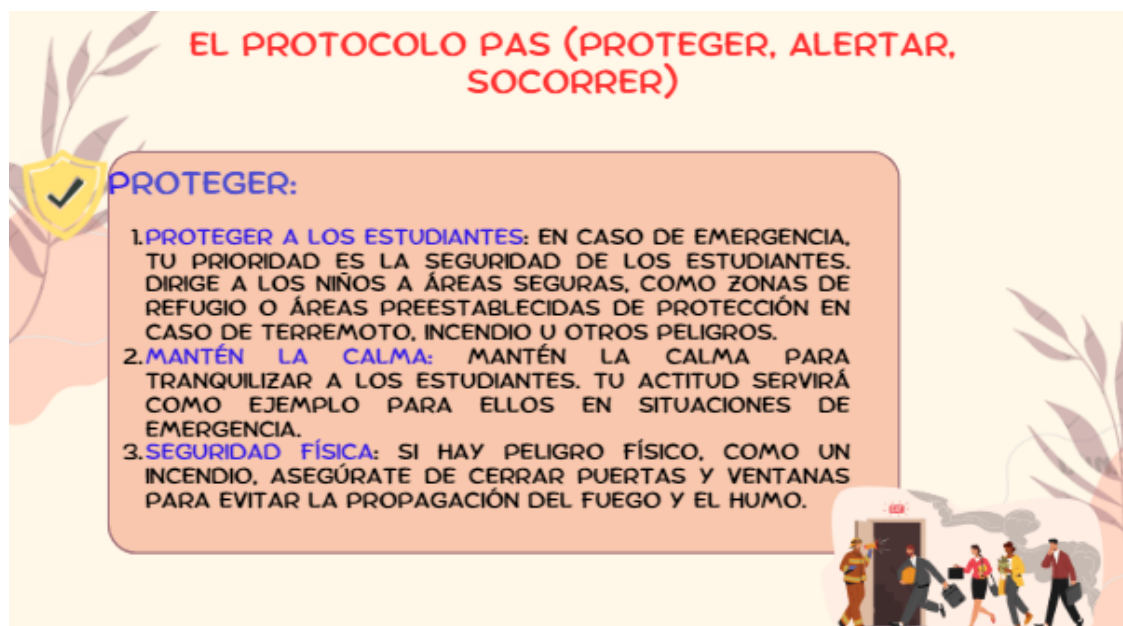 EL PROTOCOLO PAS (PROTEGER, ALERTAR,
SOCORRER)
PROTEGER:
1. PROTEGER A LOS ESTUDIANTES: EN CASO DE EMERGENCIA,
TU PRIORIDAD ES LA SEGURIDAD DE LOS ESTUDIANTES.
DIRIGE A LOS NIÑOS A ÁREAS SEGURAS, COMO ZONAS DE
REFUGIO O ÁREAS PREESTABLECIDAS DE PROTECCIÓN EN
CASO DE TERREMOTO, INCENDIO U OTROS PELIGROS.
2. MANTÉN LA CALMA: MANTÉN LA CALMA PARA
TRANQUILIZAR A LOS ESTUDIANTES. TU ACTITUD SERVIRÁ
COMO EJEMPLO PARA ELLOS EN SITUACIONES DE
EMERGENCIA.
3. SEGURIDAD FÍSICA: SI HAY PELIGRO FÍSICO, COMO UN
INCENDIO, ASEGÚRATE DE CERRAR PUERTAS Y VENTANAS
PARA EVITAR LA PROPAGACIÓN DEL FUEGO Y EL HUMO.